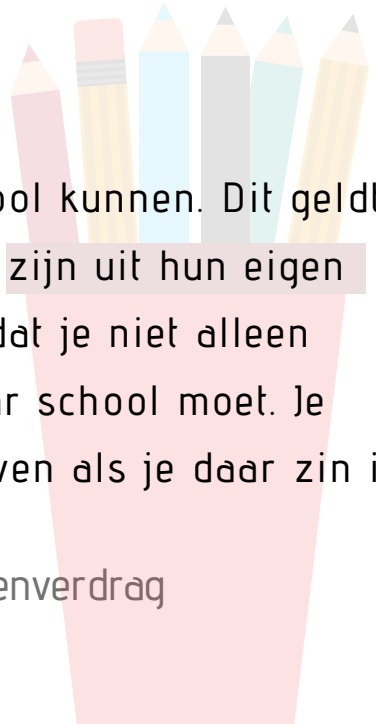 ool kunnen. Dit geldt
zijn uit hun eigen
dat je niet alleen
ar school moet. Je
ven als je daar zin i
enverdrag